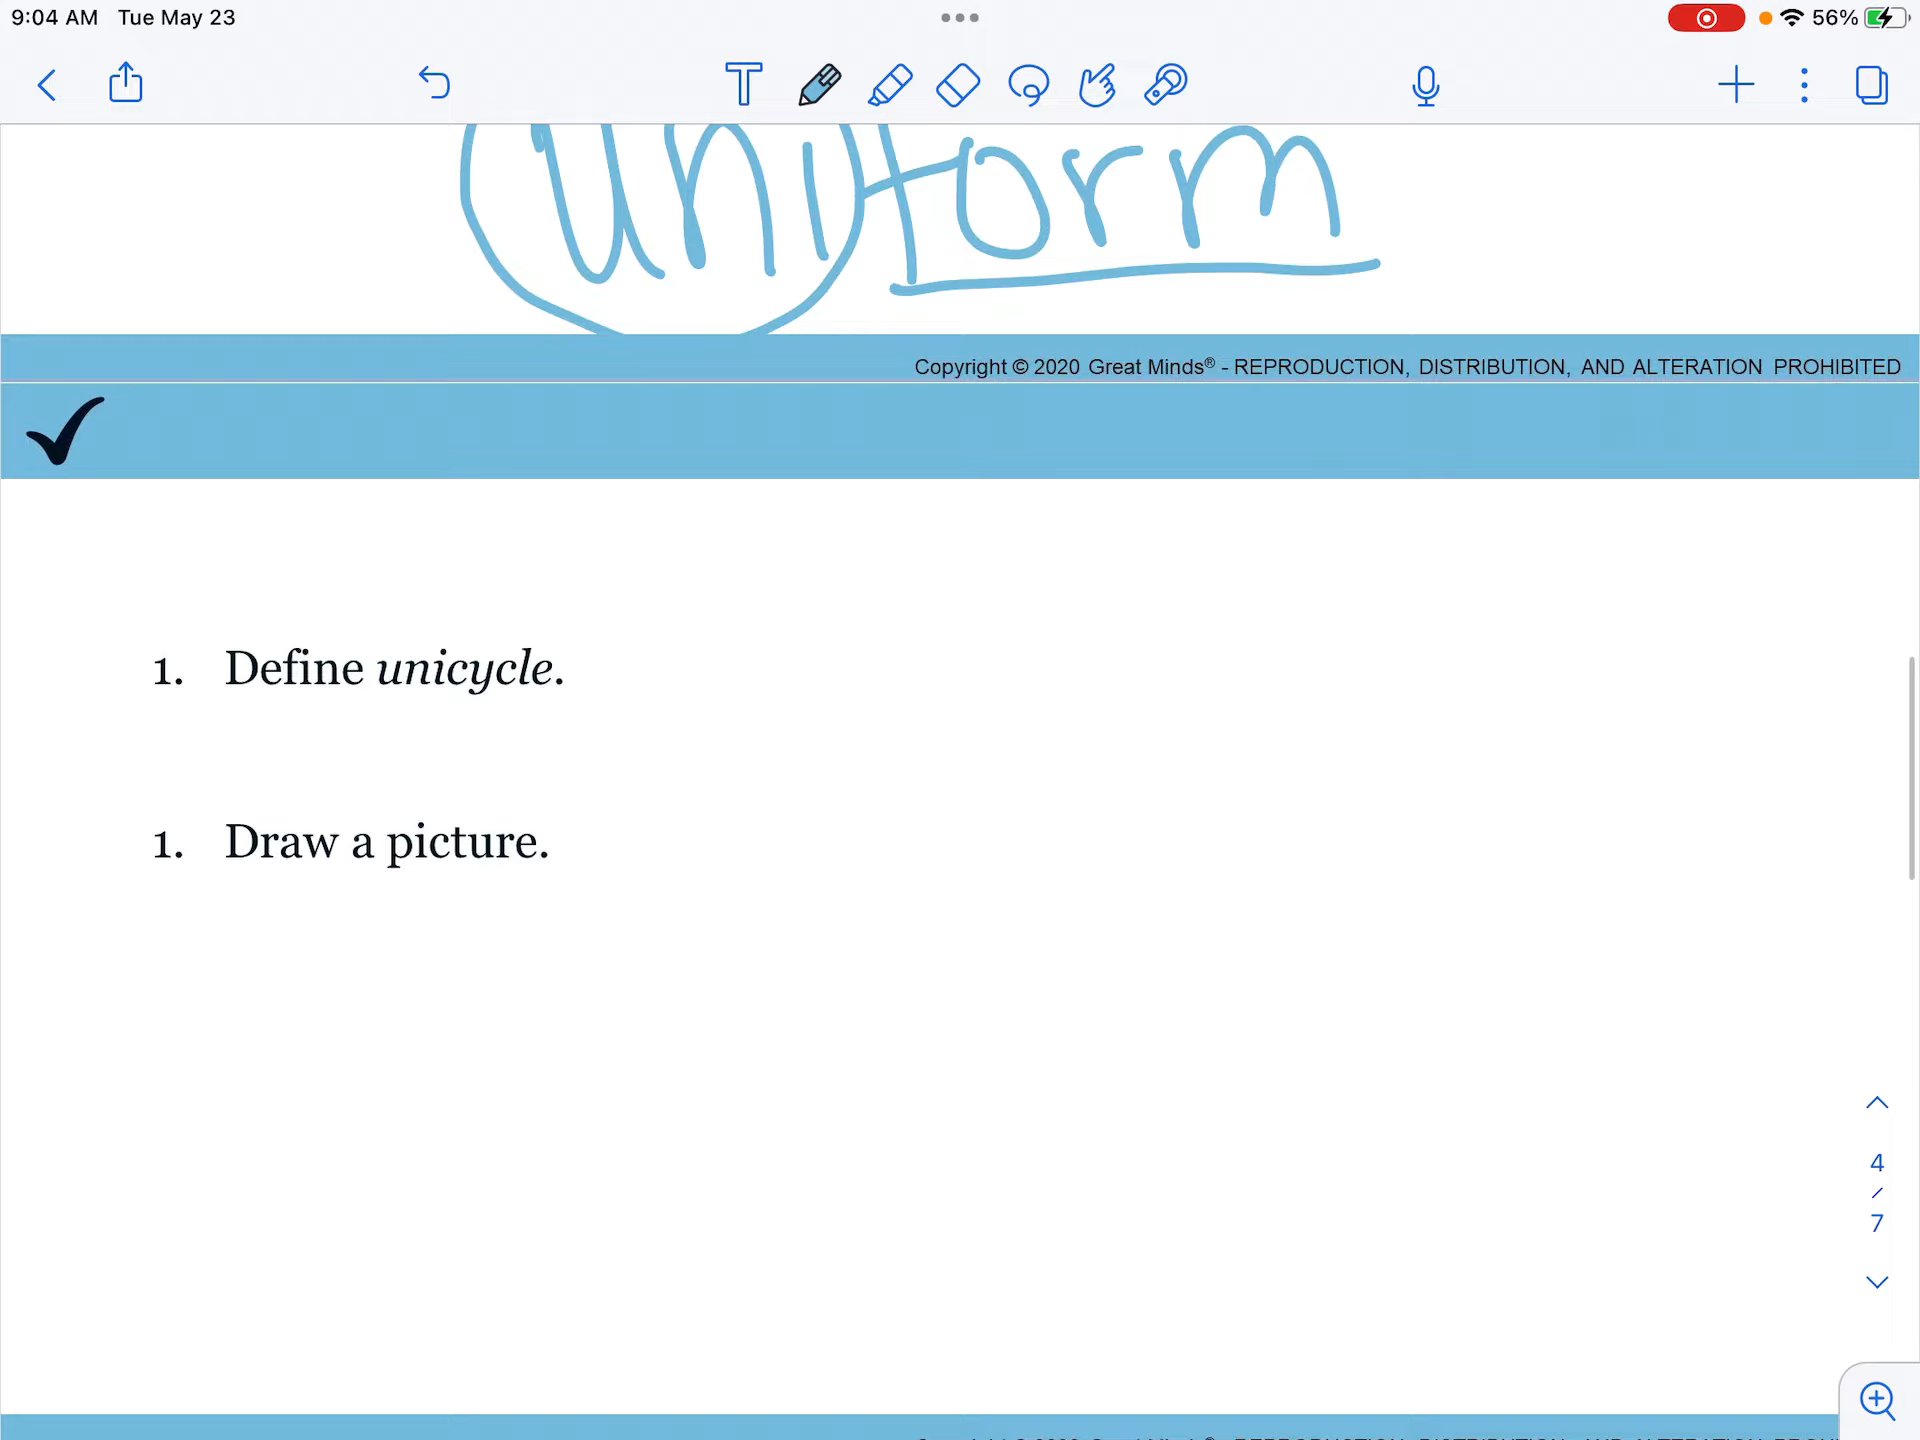 9:04 AM Tue May 23
56%
T
uniform
Copyright © 2020 Great Minds® - REPRODUCTION, DISTRIBUTION, AND ALTERATION PROHIBITED
1. Define unicycle.
1. Draw a picture.
4
/
7